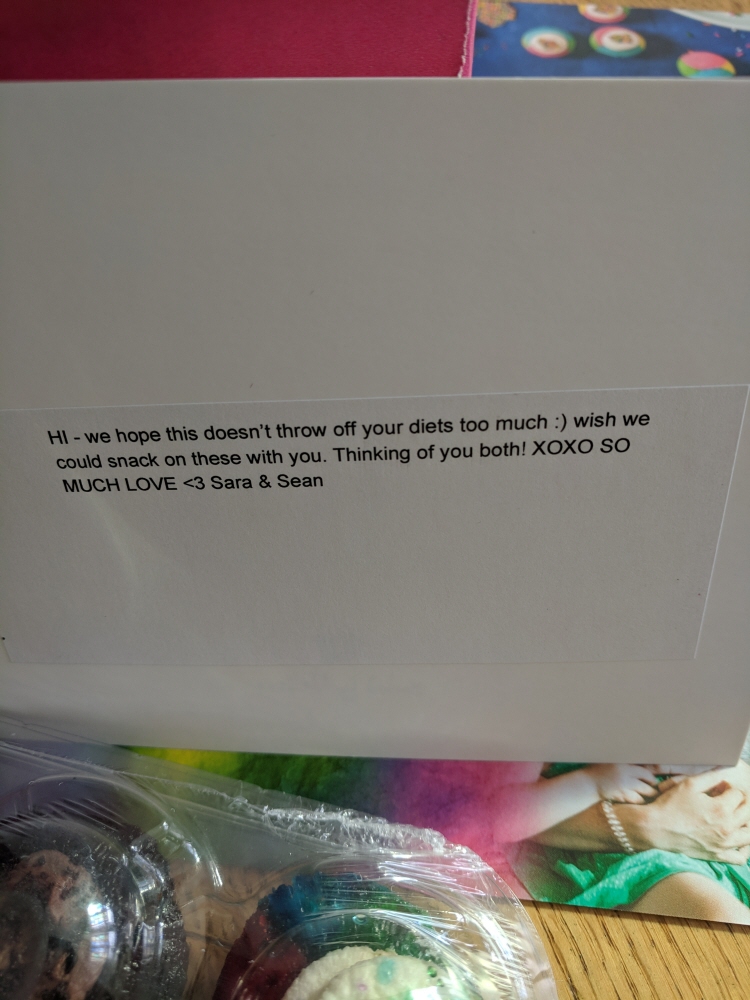 HI - we hope this doesn't throw off your diets too much :) wish we
could snack on these with you. Thinking of you both! XOXO SO
MUCH LOVE <3 Sara & Sean